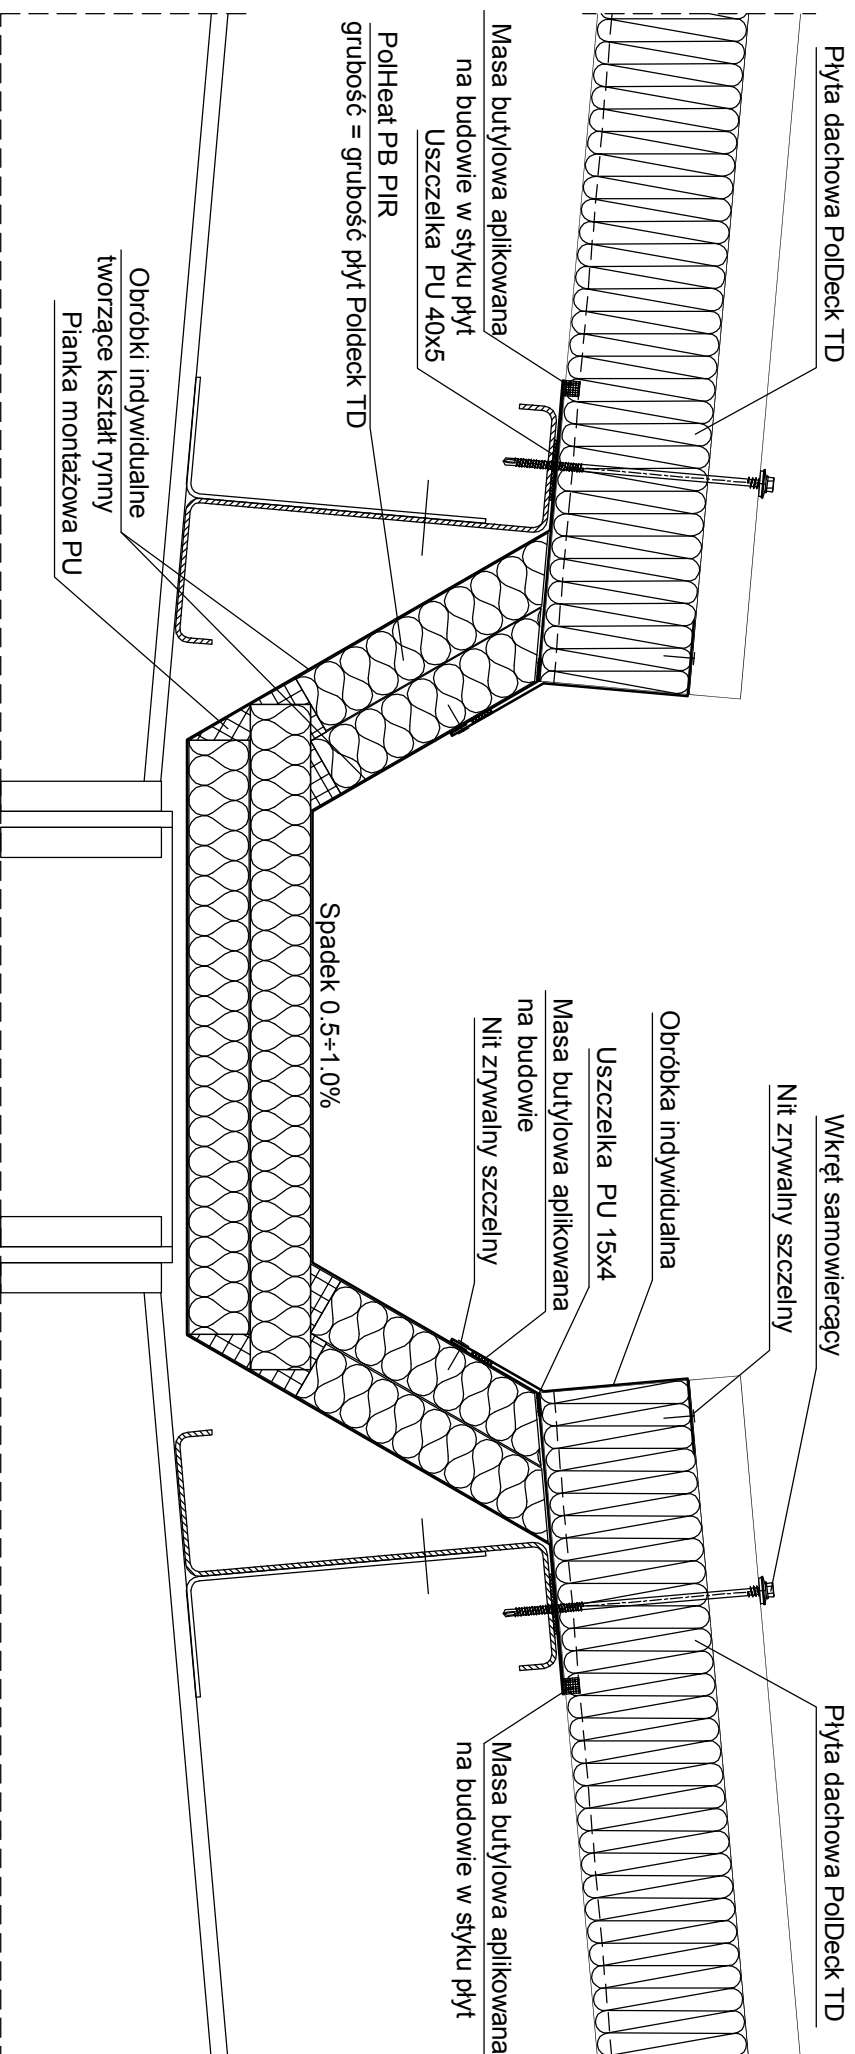 Płyta dachowa PolDeck TD
Masa butylowa aplikowana
na budowie w styku płyt
Uszczelka PU 40x5
PolHeat PB PIR
grubość = grubość płyt Poldeck TD
Obróbki indywidualne
tworzące kształt rynny
Pianka montażowa PU
Spadek 0.5÷1.0%
Wkręt samowiercący
Nit zrywalny szczelny
Obróbka indywidualna
Uszczelka PU 15x4
Masa butylowa aplikowana
na budowie
Nit zrywalny szczelny
Płyta dachowa PolDeck TD
Masa butylowa aplikowana
na budowie w styku płyt